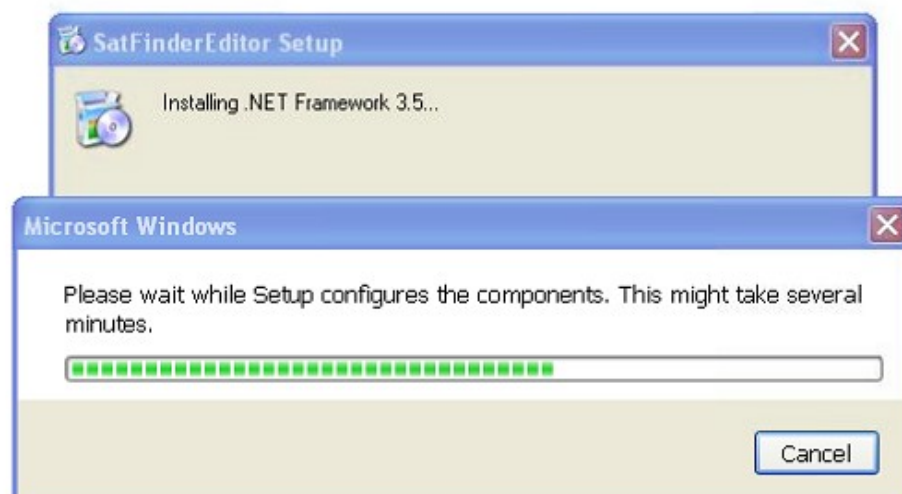 SatFinderEditor Setup
Installing .NET Framework 3.5...
Microsoft Windows
Please wait while Setup configures the components. This might take several
minutes.
Cancel